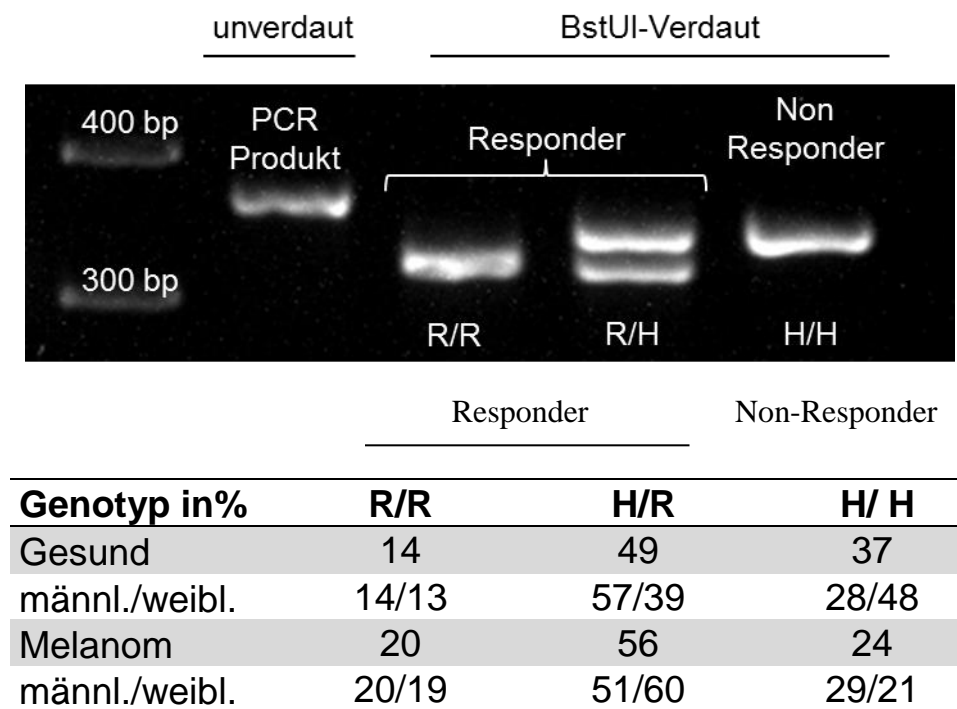 unverdaut BstUI-Verdaut
400 bp PCR Produkt Responder Non Responder
300 bp
R/R R/H H/H
Responder Non-Responder
Genotyp in% R/R H/R H/ H
Gesund 14 49 37
männl./weibl. 14/13 57/39 28/48
Melanom 20 56 24
männl./weibl. 20/19 51/60 29/21